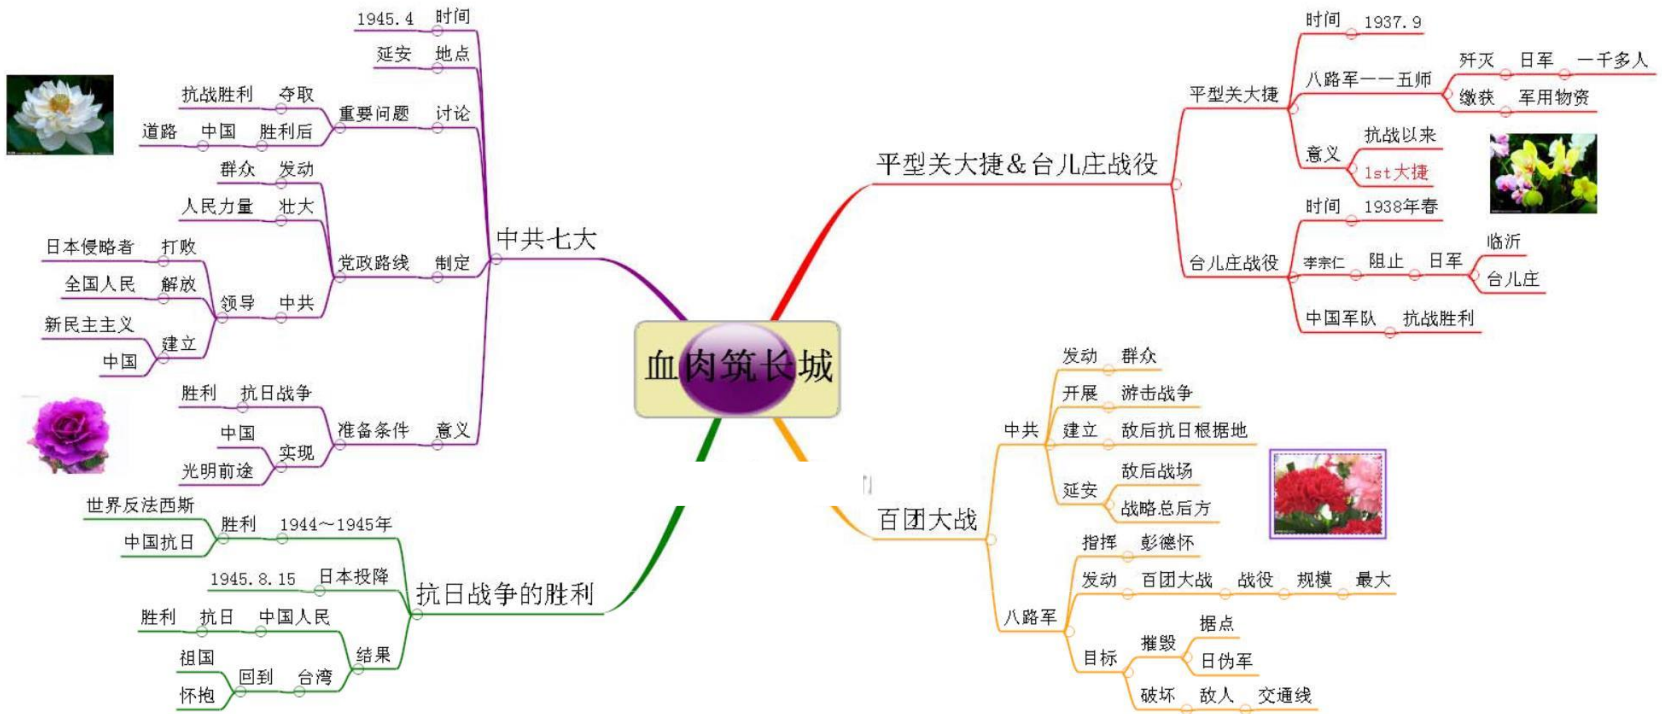 血肉筑长城
平型关大捷&台儿庄战役
平型关大捷
时间 1937.9
八路军——五师
歼灭 日军 一千多人
缴获 军用物资
意义
抗战以来
1st大捷
台儿庄战役
时间 1938年春
李宗仁 阻止 日军
临沂
台儿庄
中国军队 抗战胜利
百团大战
中共
发动 群众
开展 游击战争
建立 敌后抗日根据地
延安
敌后战场
战略总后方
八路军
指挥 彭德怀
发动 百团大战 战役 规模 最大
目标
摧毁
据点
日伪军
破坏 敌人 交通线
中共七大
1945.4 时间
延安 地点
重要问题 讨论
抗战胜利 夺取
道路 中国 胜利后
党政路线 制定
群众 发动
人民力量 壮大
领导 中共
日本侵略者 打败
全国人民 解放
建立
新民主主义
中国
准备条件 意义
胜利 抗日战争
实现
中国
光明前途
抗日战争的胜利
胜利 1944～1945年
世界反法西斯
中国抗日
1945.8.15 日本投降
结果
胜利 抗日 中国人民
回到 台湾
祖国
怀抱